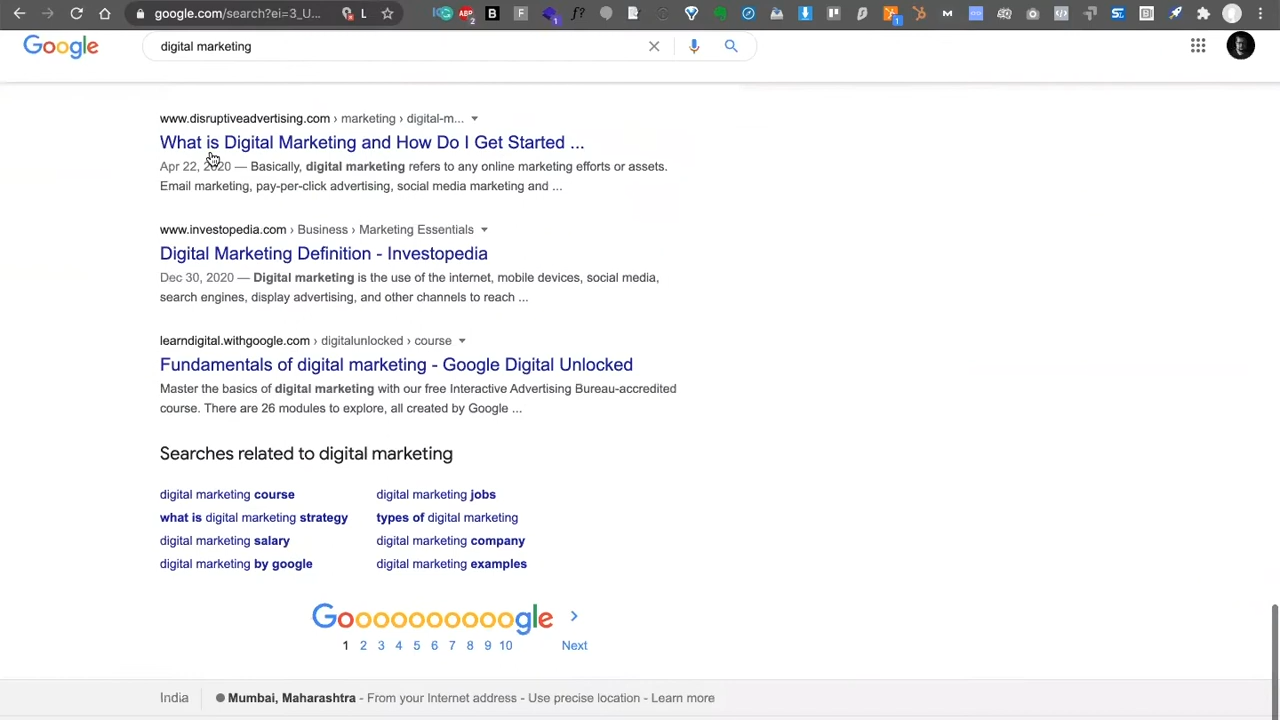 google.com/search?ei=3_U...
Google
digital marketing
www.disruptiveadvertising.com › marketing › digital-m...
What is Digital Marketing and How Do I Get Started ...
Apr 22, 2020 — Basically, digital marketing refers to any online marketing efforts or assets.
Email marketing, pay-per-click advertising, social media marketing and ...
www.investopedia.com › Business › Marketing Essentials
Digital Marketing Definition - Investopedia
Dec 30, 2020 — Digital marketing is the use of the internet, mobile devices, social media,
search engines, display advertising, and other channels to reach ...
learndigital.withgoogle.com › digitalunlocked › course
Fundamentals of digital marketing - Google Digital Unlocked
Master the basics of digital marketing with our free Interactive Advertising Bureau-accredited
course. There are 26 modules to explore, all created by Google ...
Searches related to digital marketing
digital marketing course digital marketing jobs
what is digital marketing strategy types of digital marketing
digital marketing salary digital marketing company
digital marketing by google digital marketing examples
Goooooooooogle
1 2 3 4 5 6 7 8 9 10 Next
India Mumbai, Maharashtra - From your Internet address - Use precise location - Learn more